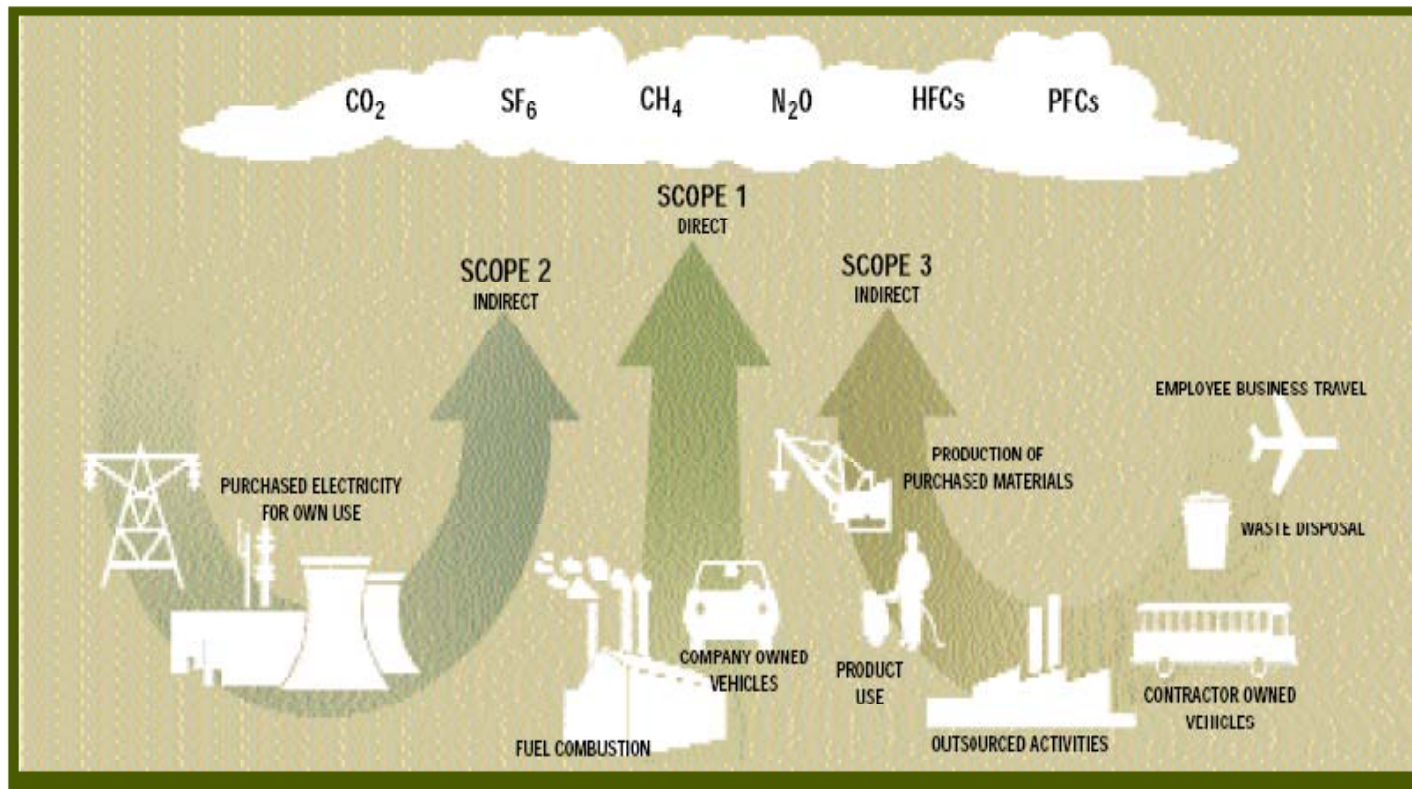 CO₂ SF₆ CH₄ N₂O HFCs PFCs
SCOPE 1
DIRECT
SCOPE 2
INDIRECT
SCOPE 3
INDIRECT
EMPLOYEE BUSINESS TRAVEL
PURCHASED ELECTRICITY
FOR OWN USE
PRODUCTION OF
PURCHASED MATERIALS
WASTE DISPOSAL
COMPANY OWNED
VEHICLES
PRODUCT
USE
CONTRACTOR OWNED
VEHICLES
FUEL COMBUSTION
OUTSOURCED ACTIVITIES